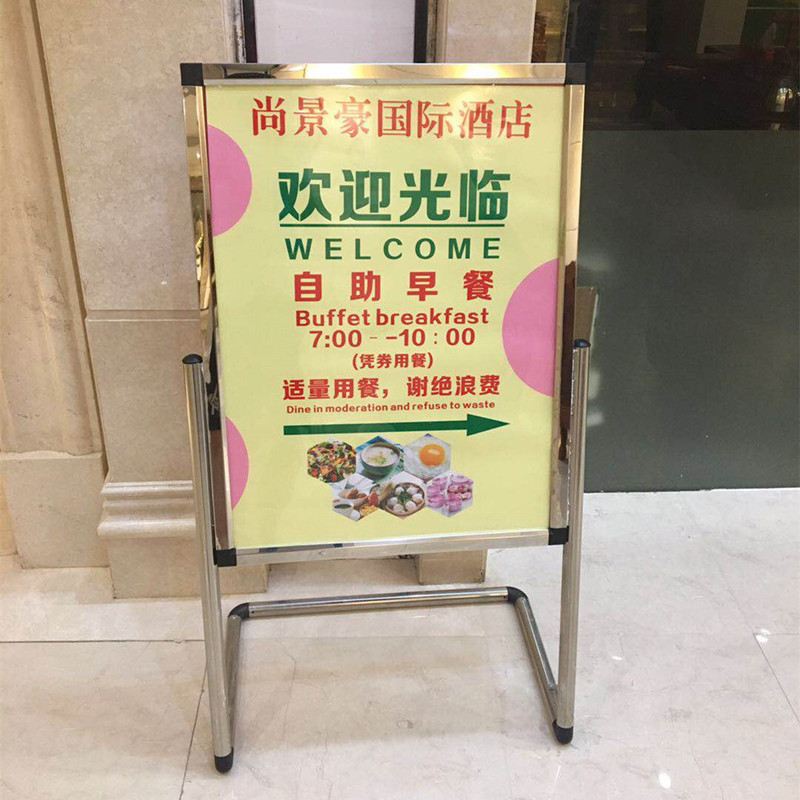 尚景豪国际酒店
欢迎光临
WELCOME
自助早餐
Buffet breakfast
7:00---10:00
(凭券用餐)
适量用餐，谢绝浪费
Dine in moderation and refuse to waste